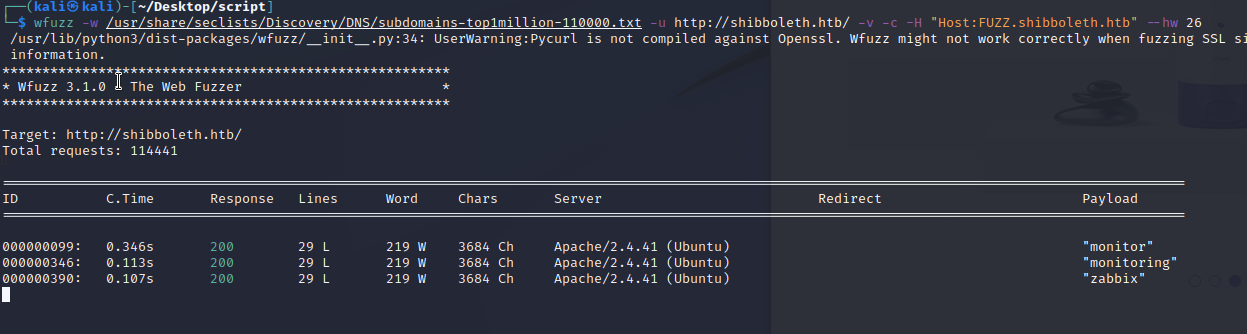 ┌──(kali㉿kali)-[~/Desktop/script]
└─$ wfuzz -w /usr/share/seclists/Discovery/DNS/subdomains-top1million-110000.txt -u http://shibboleth.htb/ -v -c -H "Host:FUZZ.shibboleth.htb" --hw 26
/usr/lib/python3/dist-packages/wfuzz/__init__.py:34: UserWarning:Pycurl is not compiled against Openssl. Wfuzz might not work correctly when fuzzing SSL si
information.
********************************************************
* Wfuzz 3.1.0 - The Web Fuzzer *
********************************************************
Target: http://shibboleth.htb/
Total requests: 114441
ID C.Time Response Lines Word Chars Server Redirect Payload
000000099: 0.346s 200 29 L 219 W 3684 Ch Apache/2.4.41 (Ubuntu) "monitor"
000000346: 0.113s 200 29 L 219 W 3684 Ch Apache/2.4.41 (Ubuntu) "monitoring"
000000390: 0.107s 200 29 L 219 W 3684 Ch Apache/2.4.41 (Ubuntu) "zabbix"